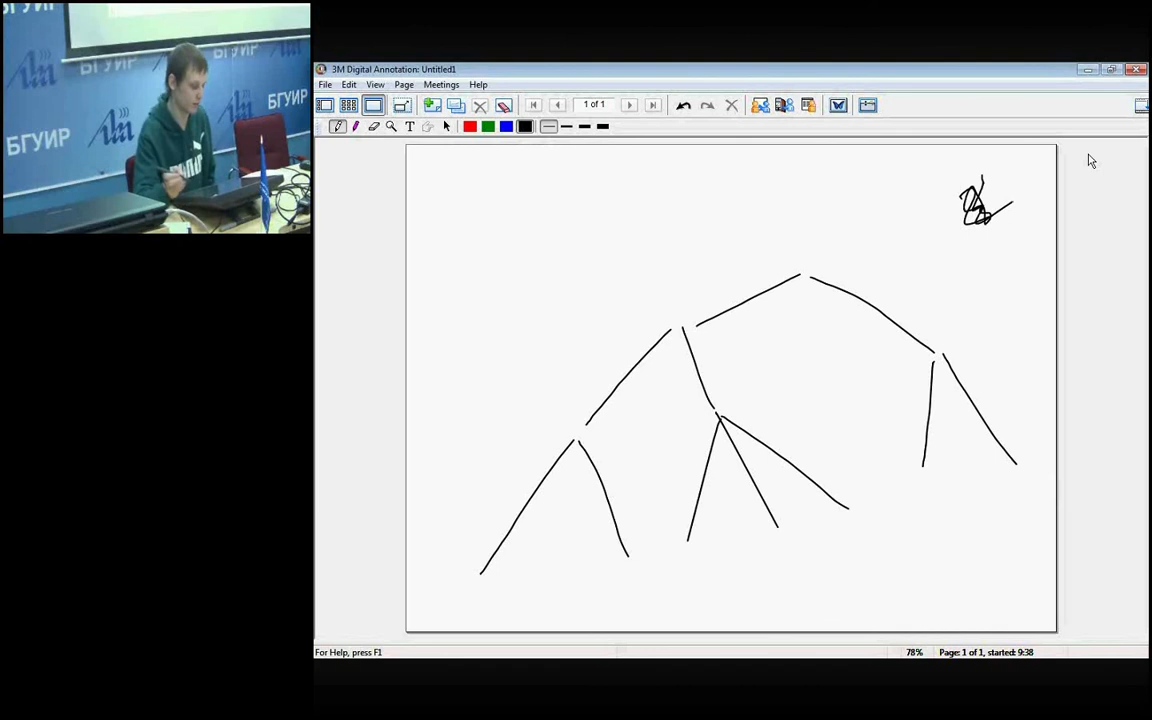 БГУИР
БГУИР
БГУИР
БГУИР
3M Digital Annotation: Untitled1
File Edit View Page Meetings Help
1 of 1
T
For Help, press F1
78% Page: 1 of 1, started: 9:38